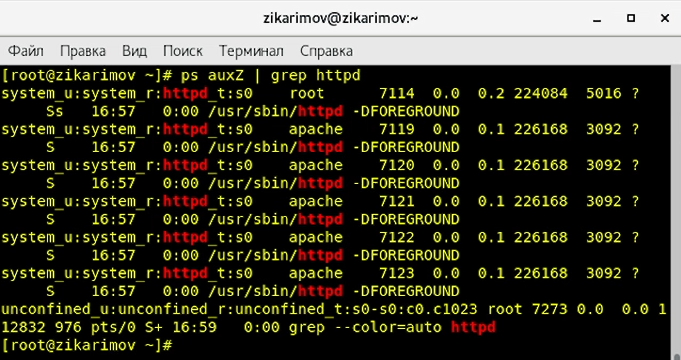 zikarimov@zikarimov:~
Файл Правка Вид Поиск Терминал Справка
[root@zikarimov ~]# ps auxZ | grep httpd
system_u:system_r:httpd_t:s0    root      7114  0.0  0.2 224084  5016 ?
     Ss   16:57   0:00 /usr/sbin/httpd -DFOREGROUND
system_u:system_r:httpd_t:s0    apache    7119  0.0  0.1 226168  3092 ?
     S    16:57   0:00 /usr/sbin/httpd -DFOREGROUND
system_u:system_r:httpd_t:s0    apache    7120  0.0  0.1 226168  3092 ?
     S    16:57   0:00 /usr/sbin/httpd -DFOREGROUND
system_u:system_r:httpd_t:s0    apache    7121  0.0  0.1 226168  3092 ?
     S    16:57   0:00 /usr/sbin/httpd -DFOREGROUND
system_u:system_r:httpd_t:s0    apache    7122  0.0  0.1 226168  3092 ?
     S    16:57   0:00 /usr/sbin/httpd -DFOREGROUND
system_u:system_r:httpd_t:s0    apache    7123  0.0  0.1 226168  3092 ?
     S    16:57   0:00 /usr/sbin/httpd -DFOREGROUND
unconfined_u:unconfined_r:unconfined_t:s0-s0:c0.c1023 root 7273 0.0  0.0 1
12832 976 pts/0 S+ 16:59   0:00 grep --color=auto httpd
[root@zikarimov ~]#